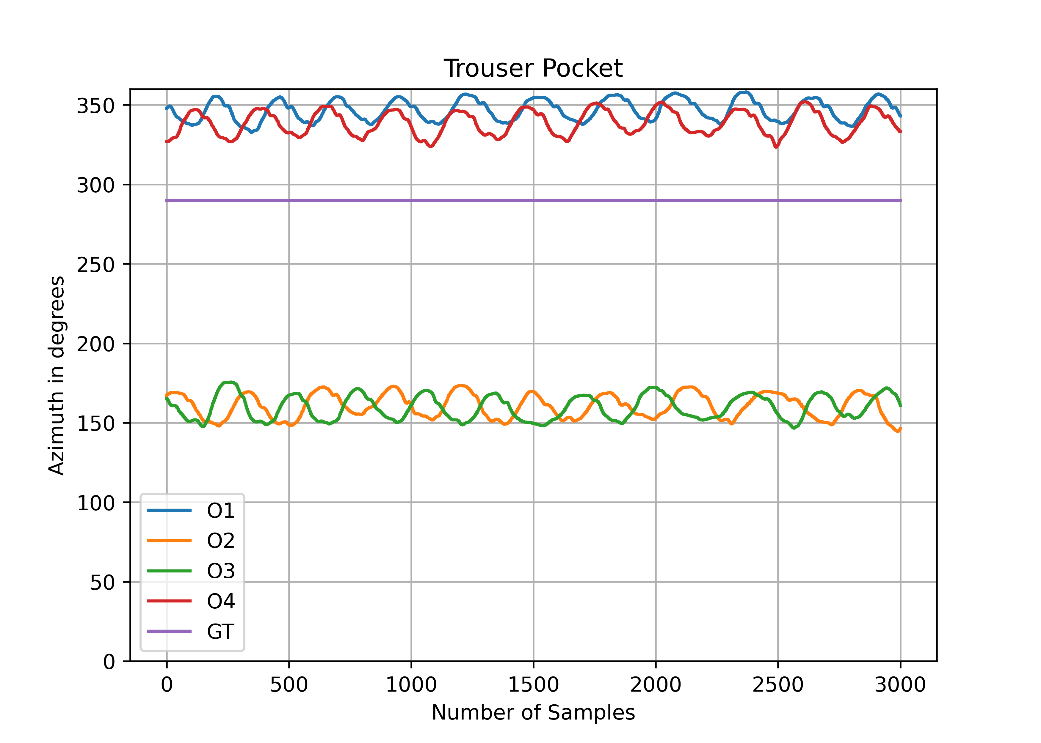 Trouser Pocket
Azimuth in degrees
350
300
250
200
150
100
50
0
O1
O2
O3
O4
GT
0 500 1000 1500 2000 2500 3000
Number of Samples